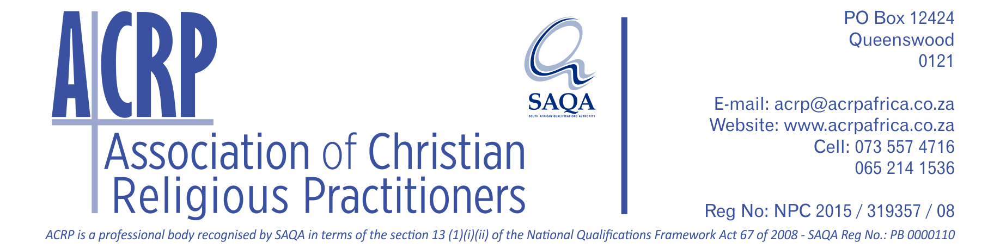 ACRP
Association of Christian
Religious Practitioners
SAQA
SOUTH AFRICAN QUALIFICATIONS AUTHORITY
PO Box 12424
Queenswood
0121
E-mail: acrp@acrpafrica.co.za
Website: www.acrpafrica.co.za
Cell: 073 557 4716
065 214 1536
Reg No: NPC 2015 / 319357 / 08
ACRP is a professional body recognised by SAQA in terms of the section 13 (1)(i)(ii) of the National Qualifications Framework Act 67 of 2008 - SAQA Reg No.: PB 0000110